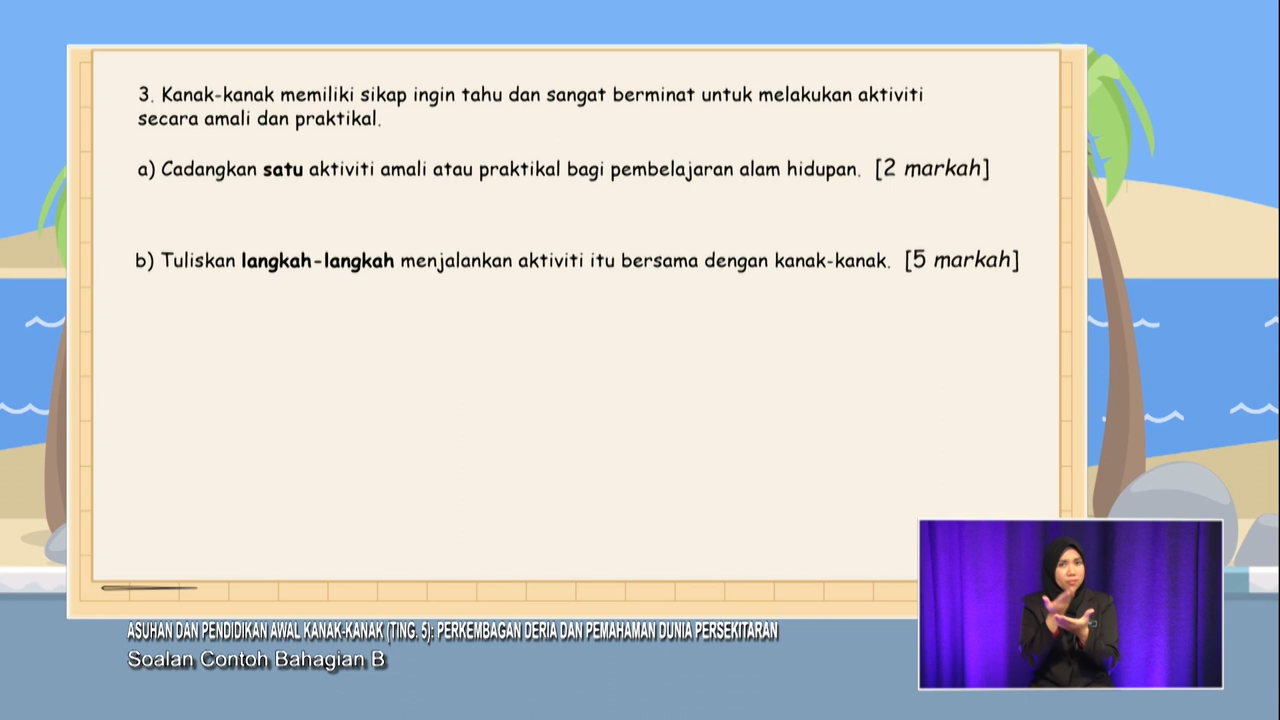 3. Kanak-kanak memiliki sikap ingin tahu dan sangat berminat untuk melakukan aktiviti
secara amali dan praktikal.
a) Cadangkan satu aktiviti amali atau praktikal bagi pembelajaran alam hidupan. [2 markah]
b) Tuliskan langkah-langkah menjalankan aktiviti itu bersama dengan kanak-kanak. [5 markah]
ASUHAN DAN PENDIDIKAN AWAL KANAK-KANAK (TING. 5): PERKEMBAGAN DERIA DAN PEMAHAMAN DUNIA PERSEKITARAN
Soalan Contoh Bahagian B